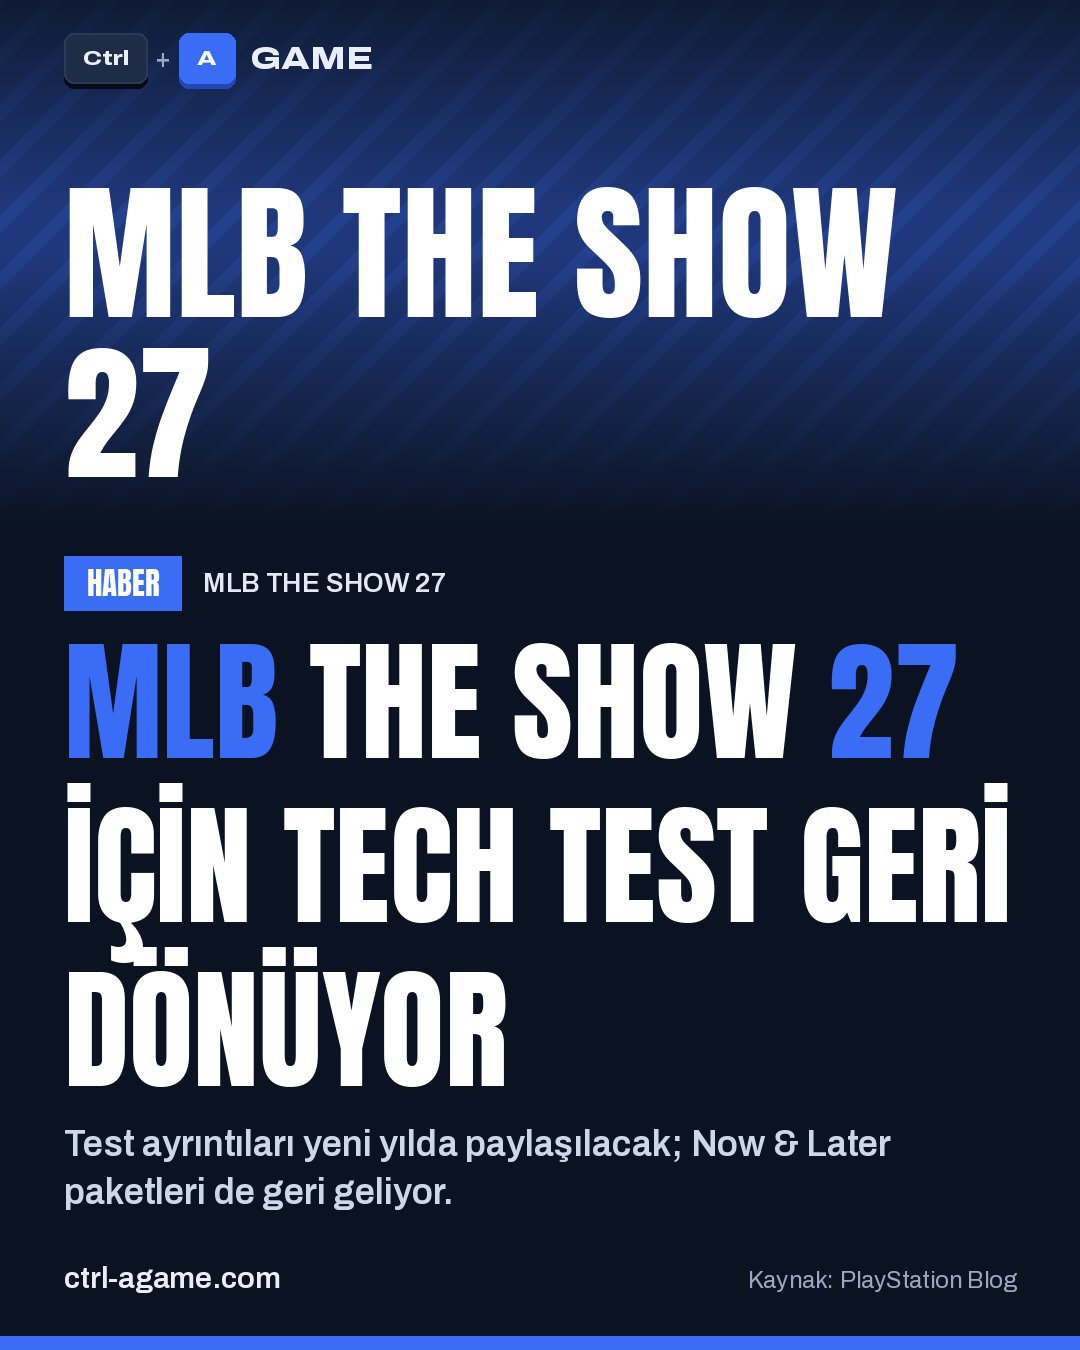 Ctrl + A GAME
MLB THE SHOW
27
HABER MLB THE SHOW 27
MLB THE SHOW 27
İÇİN TECH TEST GERİ
DÖNÜYOR
Test ayrıntıları yeni yılda paylaşılacak; Now & Later
paketleri de geri geliyor.
ctrl-agame.com Kaynak: PlayStation Blog